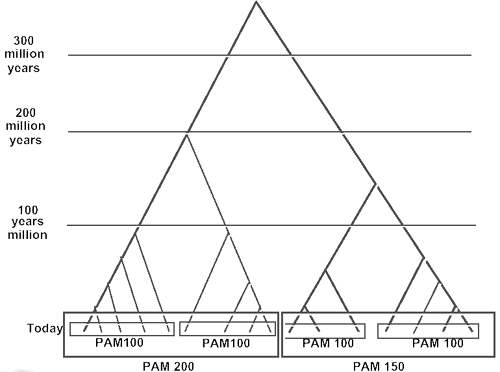 300
million
years
200
million
years
100
years
million
Today
PAM100
PAM100
PAM 100
PAM 100
PAM 200
PAM 150